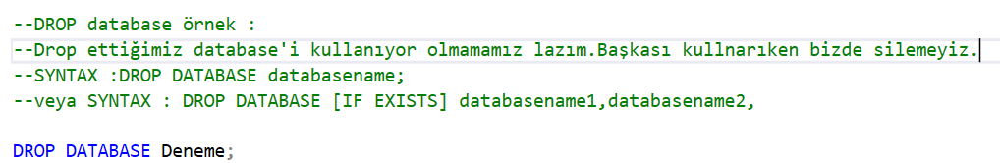 --DROP database örnek :
--Drop ettiğimiz database'i kullanıyor olmamamız lazım.Başkası kullnarıken bizde silemeyiz.
--SYNTAX :DROP DATABASE databasename;
--veya SYNTAX : DROP DATABASE [IF EXISTS] databasename1,databasename2,
DROP DATABASE Deneme;